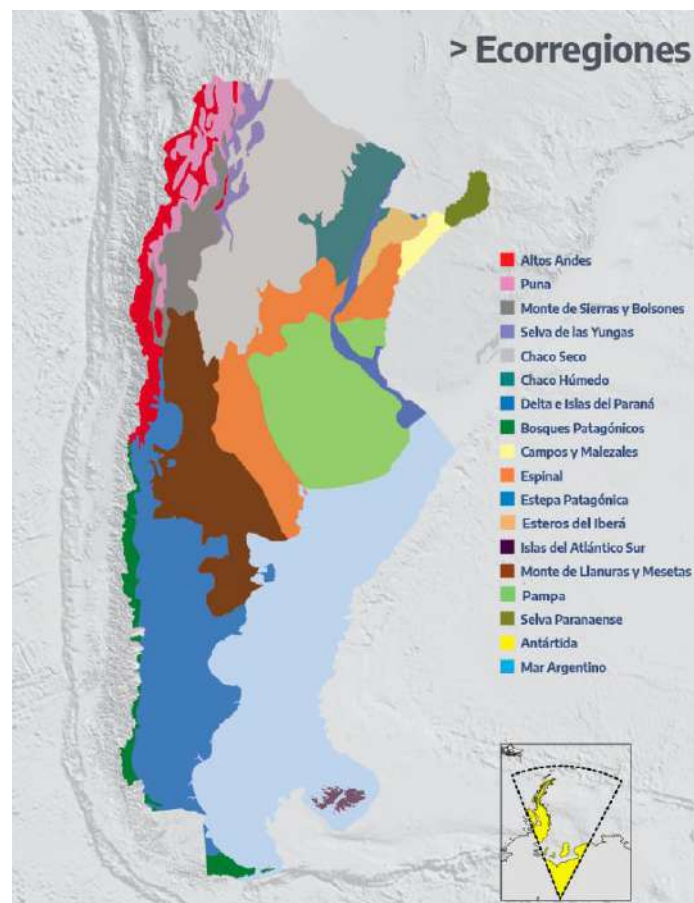 > Ecorregiones
Altos Andes
Puna
Monte de Sierras y Bolsones
Selva de las Yungas
Chaco Seco
Chaco Húmedo
Delta e Islas del Paraná
Bosques Patagónicos
Campos y Malezales
Espinal
Estepa Patagónica
Esteros del Iberá
Islas del Atlántico Sur
Monte de Llanuras y Mesetas
Pampa
Selva Paranaense
Antártida
Mar Argentino